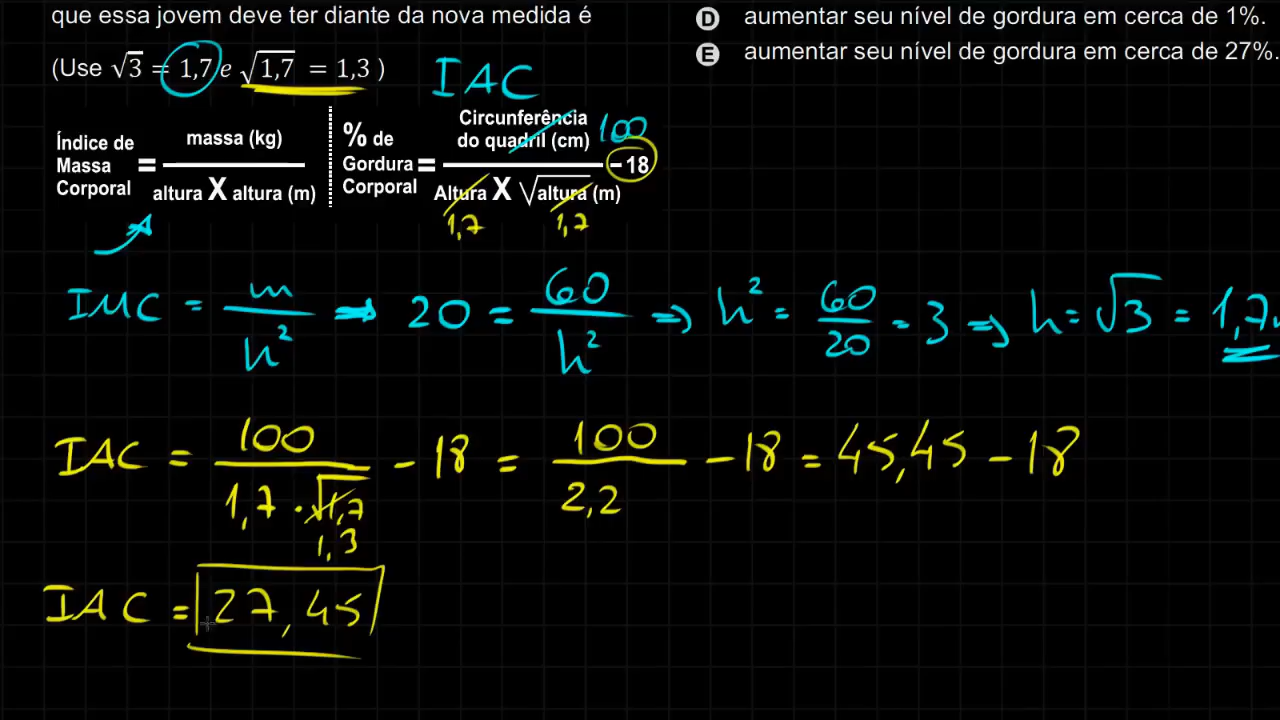 que essa jovem deve ter diante da nova medida é
(Use √3 = 1,7 e √1,7 = 1,3 )
IAC
D aumentar seu nível de gordura em cerca de 1%.
E aumentar seu nível de gordura em cerca de 27%.
Índice de Massa Corporal = massa (kg) / altura X altura (m)
% de Gordura Corporal = Circunferência do quadril (cm) / Altura X √altura (m) - 18
100
1,7 1,7
IMC = m / h² ➔ 20 = 60 / h² ⇒ h² = 60 / 20 = 3 ⇒ h = √3 = 1,7
IAC = 100 / 1,7 · √1,7 - 18 = 100 / 2,2 - 18 = 45,45 - 18
1,3
IAC = 27,45